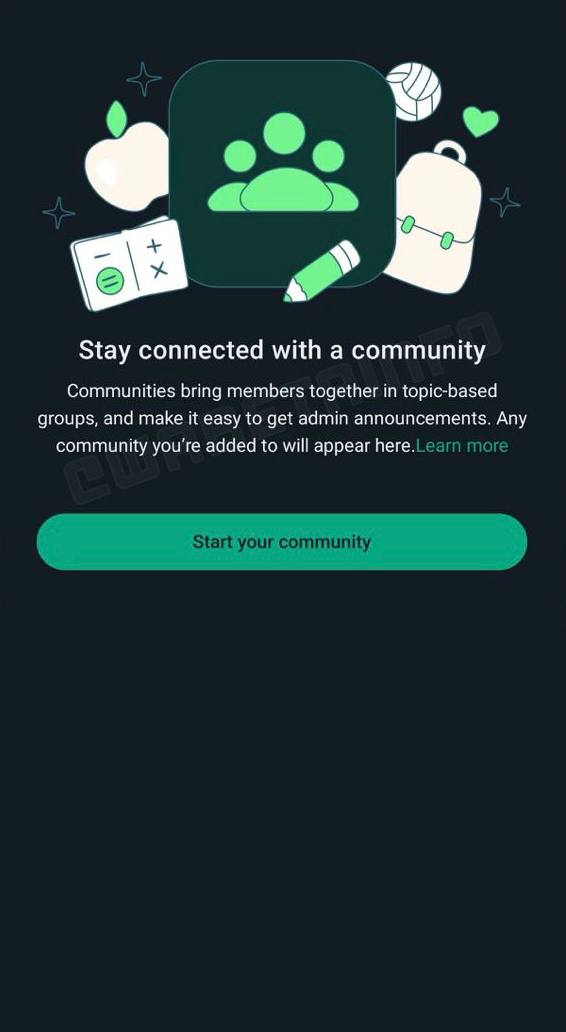 Stay connected with a community
Communities bring members together in topic-based
groups, and make it easy to get admin announcements. Any
community you’re added to will appear here.Learn more
Start your community
©WABETAINFO